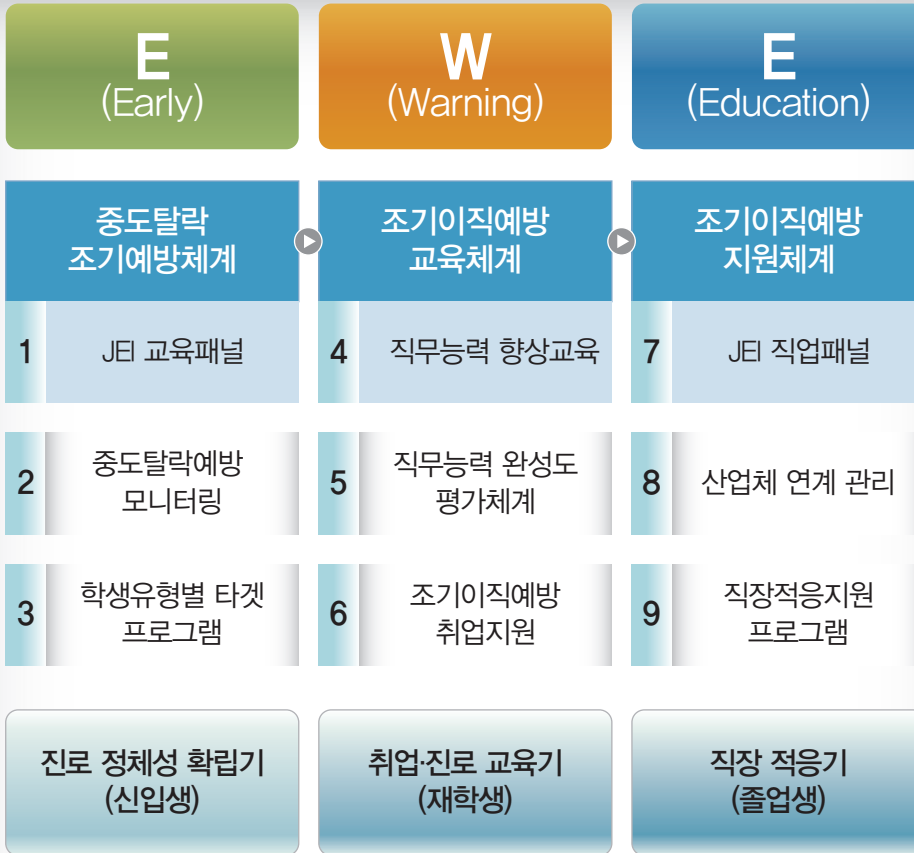 E
(Early)
W
(Warning)
E
(Education)
중도탈락
조기예방체계
조기이직예방
교육체계
조기이직예방
지원체계
1 JEI 교육패널
4 직무능력 향상교육
7 JEI 직업패널
2 중도탈락예방
모니터링
5 직무능력 완성도
평가체계
8 산업체 연계 관리
3 학생유형별 타겟
프로그램
6 조기이직예방
취업지원
9 직장적응지원
프로그램
진로 정체성 확립기
(신입생)
취업·진로 교육기
(재학생)
직장 적응기
(졸업생)